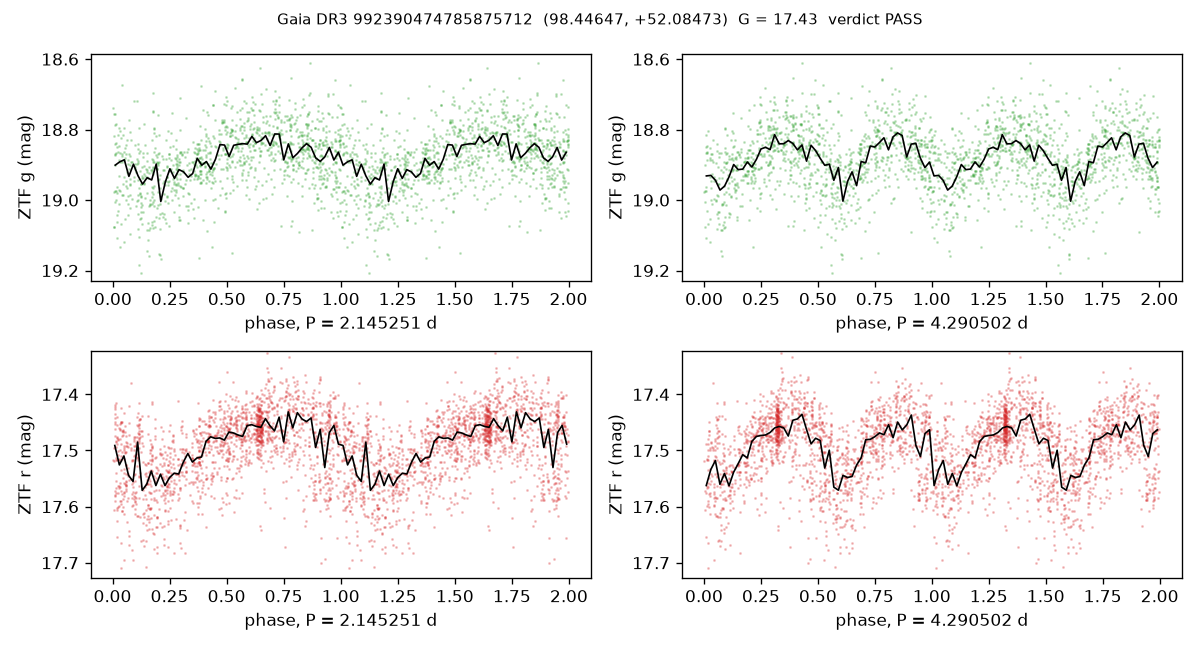 Gaia DR3 992390474785875712 (98.44647, +52.08473) G = 17.43 verdict PASS
18.6
18.8
19.0
19.2
ZTF g (mag)
0.00 0.25 0.50 0.75 1.00 1.25 1.50 1.75 2.00
phase, P = 2.145251 d
18.6
18.8
19.0
19.2
ZTF g (mag)
0.00 0.25 0.50 0.75 1.00 1.25 1.50 1.75 2.00
phase, P = 4.290502 d
17.4
17.5
17.6
17.7
ZTF r (mag)
0.00 0.25 0.50 0.75 1.00 1.25 1.50 1.75 2.00
phase, P = 2.145251 d
17.4
17.5
17.6
17.7
ZTF r (mag)
0.00 0.25 0.50 0.75 1.00 1.25 1.50 1.75 2.00
phase, P = 4.290502 d